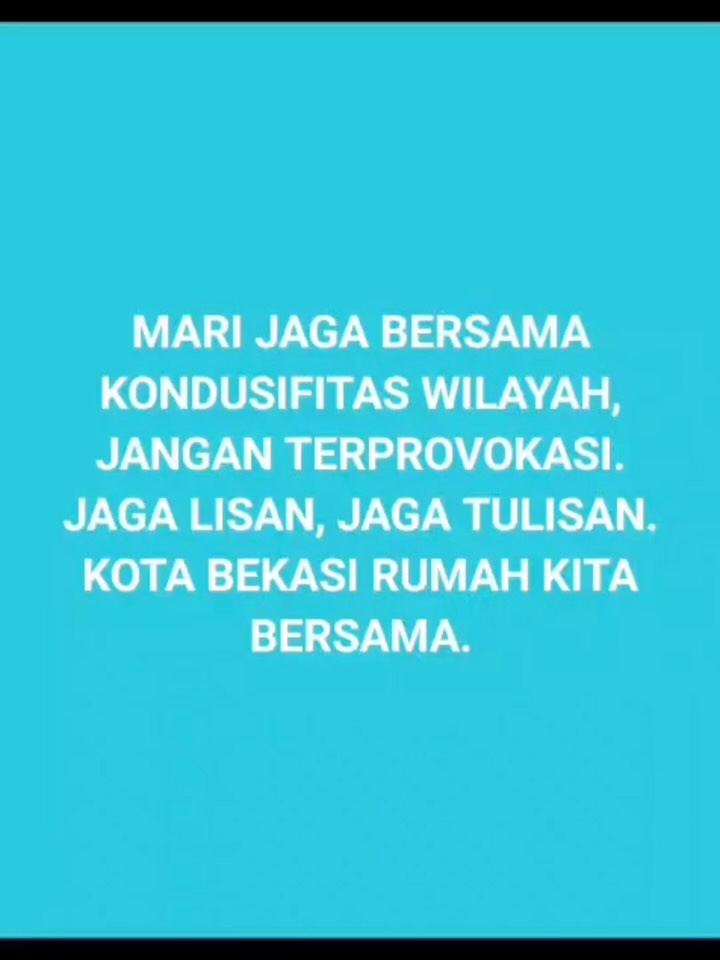 MARI JAGA BERSAMA
KONDUSIFITAS WILAYAH,
JANGAN TERPROVOKASI.
JAGA LISAN, JAGA TULISAN.
KOTA BEKASI RUMAH KITA
BERSAMA.